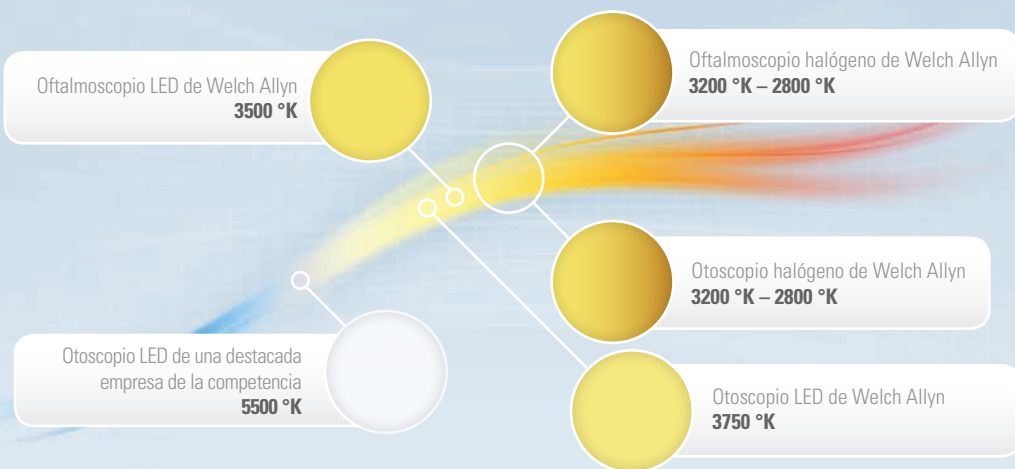 Oftalmoscopio LED de Welch Allyn
3500 °K
Oftalmoscopio halógeno de Welch Allyn
3200 °K – 2800 °K
Otoscopio halógeno de Welch Allyn
3200 °K – 2800 °K
Otoscopio LED de una destacada
empresa de la competencia
5500 °K
Otoscopio LED de Welch Allyn
3750 °K